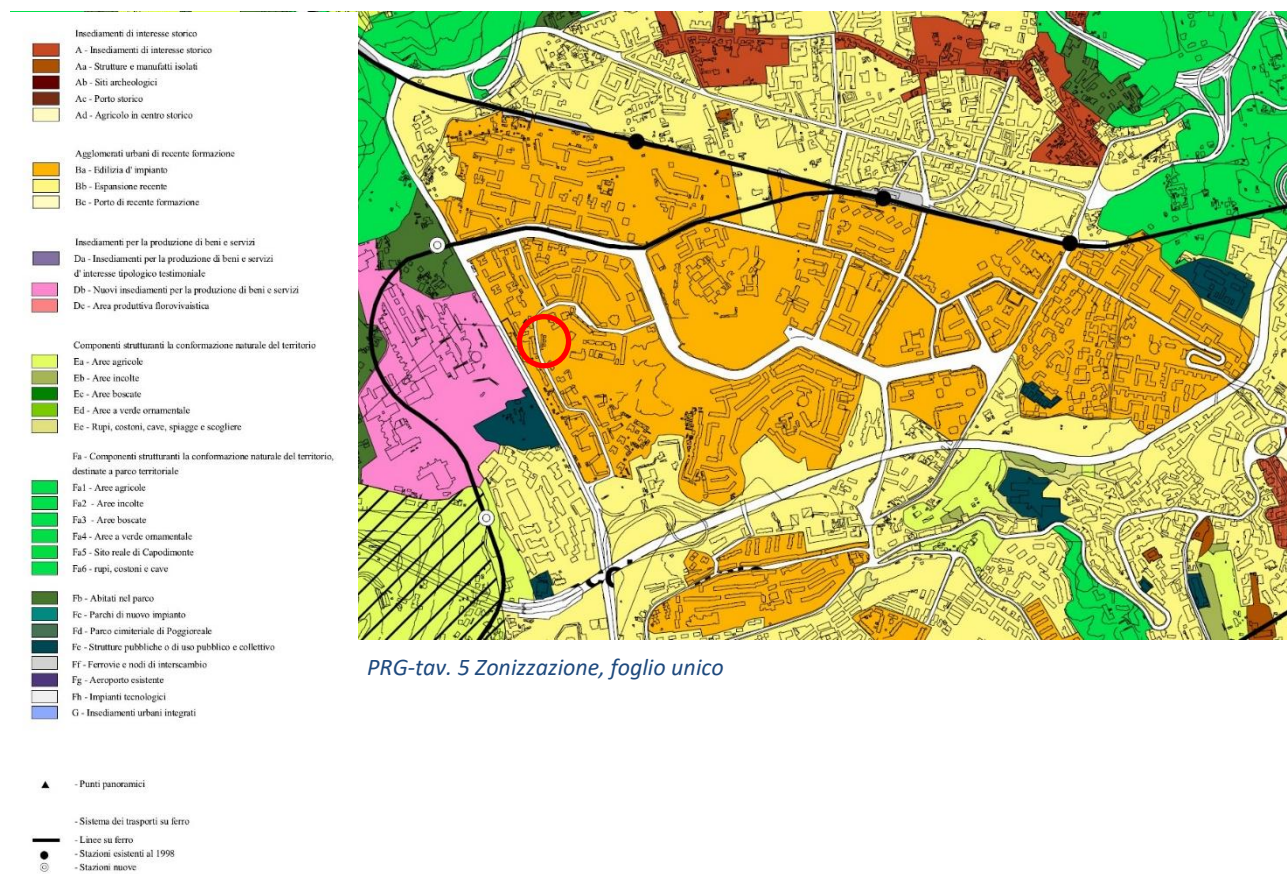 Insediamenti di interesse storico
A - Insediamenti di interesse storico
Aa - Strutture e manufatti isolati
Ab - Siti archeologici
Ac - Porto storico
Ad - Agricolo in centro storico
Agglomerati urbani di recente formazione
Ba - Edilizia d' impianto
Bb - Espansione recente
Bc - Porto di recente formazione
Insediamenti per la produzione di beni e servizi
Da - Insediamenti per la produzione di beni e servizi
d' interesse tipologico testimoniale
Db - Nuovi insediamenti per la produzione di beni e servizi
Dc - Area produttiva florovivaistica
Componenti strutturanti la conformazione naturale del territorio
Ea - Aree agricole
Eb - Aree incolte
Ec - Aree boscate
Ed - Aree a verde ornamentale
Ee - Rupi, costoni, cave, spiagge e scogliere
Fa - Componenti strutturanti la conformazione naturale del territorio,
destinate a parco territoriale
Fa1 - Aree agricole
Fa2 - Aree incolte
Fa3 - Aree boscate
Fa4 - Aree a verde ornamentale
Fa5 - Sito reale di Capodimonte
Fa6 - rupi, costoni e cave
Fb - Abitati nel parco
Fc - Parchi di nuovo impianto
Fd - Parco cimiteriale di Poggioreale
Fe - Strutture pubbliche o di uso pubblico e collettivo
Ff - Ferrovie e nodi di interscambio
Fg - Aeroporto esistente
Fh - Impianti tecnologici
G - Insediamenti urbani integrati
- Punti panoramici
- Sistema dei trasporti su ferro
- Linee su ferro
- Stazioni esistenti al 1998
- Stazioni nuove
PRG-tav. 5 Zonizzazione, foglio unico